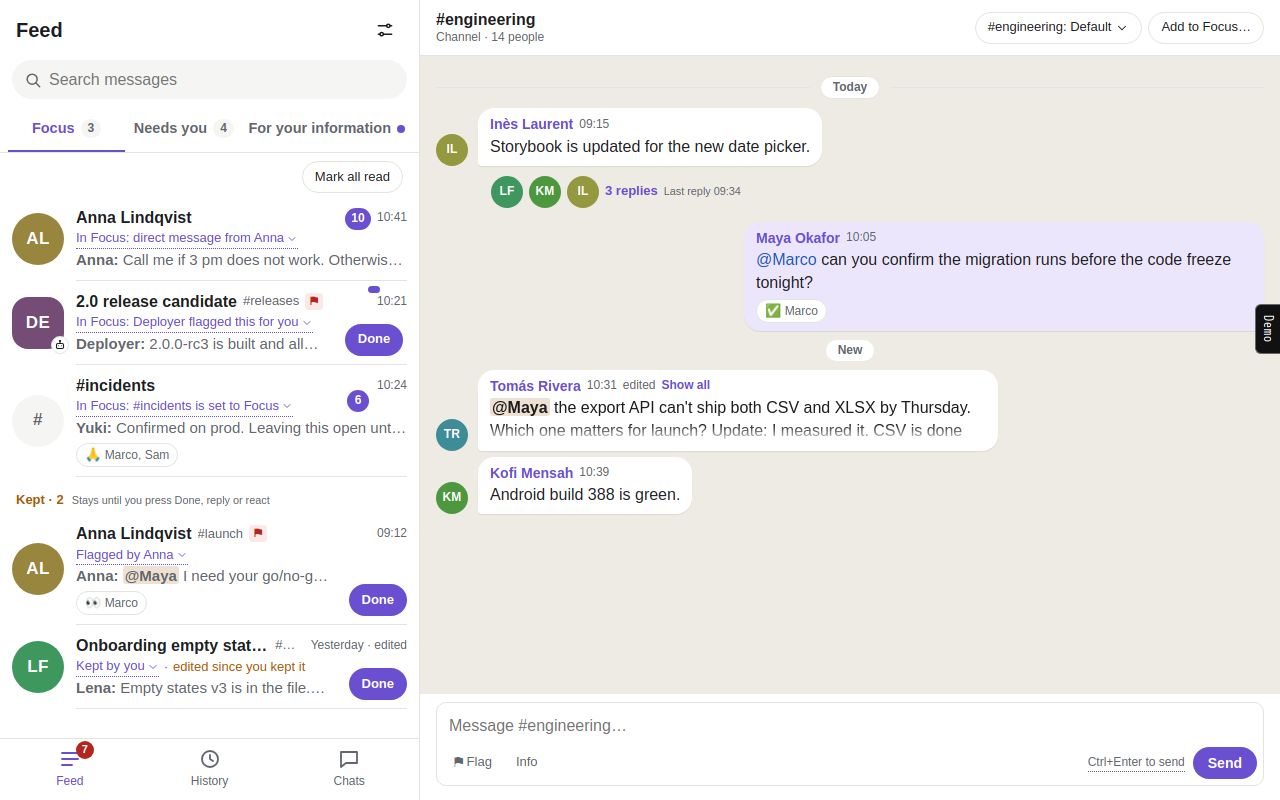 Feed
Search messages
Focus 3 Needs you 4 For your information
Mark all read
AL Anna Lindqvist 10 10:41
In Focus: direct message from Anna
Anna: Call me if 3 pm does not work. Otherwis…
DE 2.0 release candidate #releases 10:21
In Focus: Deployer flagged this for you
Deployer: 2.0.0-rc3 is built and all… Done
# #incidents 6 10:24
In Focus: #incidents is set to Focus
Yuki: Confirmed on prod. Leaving this open unt…
🙏 Marco, Sam
Kept · 2 Stays until you press Done, reply or react
AL Anna Lindqvist #launch 09:12
Flagged by Anna
Anna: @Maya I need your go/no-g…
👀 Marco Done
LF Onboarding empty stat… #… Yesterday · edited
Kept by you · edited since you kept it
Lena: Empty states v3 is in the file.… Done
7
Feed History Chats
#engineering
Channel · 14 people
#engineering: Default Add to Focus…
Today
Inès Laurent 09:15
IL Storybook is updated for the new date picker.
LF KM IL 3 replies Last reply 09:34
Maya Okafor 10:05
@Marco can you confirm the migration runs before the code freeze
tonight?
✅ Marco
Demo
New
Tomás Rivera 10:31 edited Show all
@Maya the export API can't ship both CSV and XLSX by Thursday.
TR Which one matters for launch? Update: I measured it. CSV is done
Kofi Mensah 10:39
KM Android build 388 is green.
Message #engineering…
Flag Info Ctrl+Enter to send Send